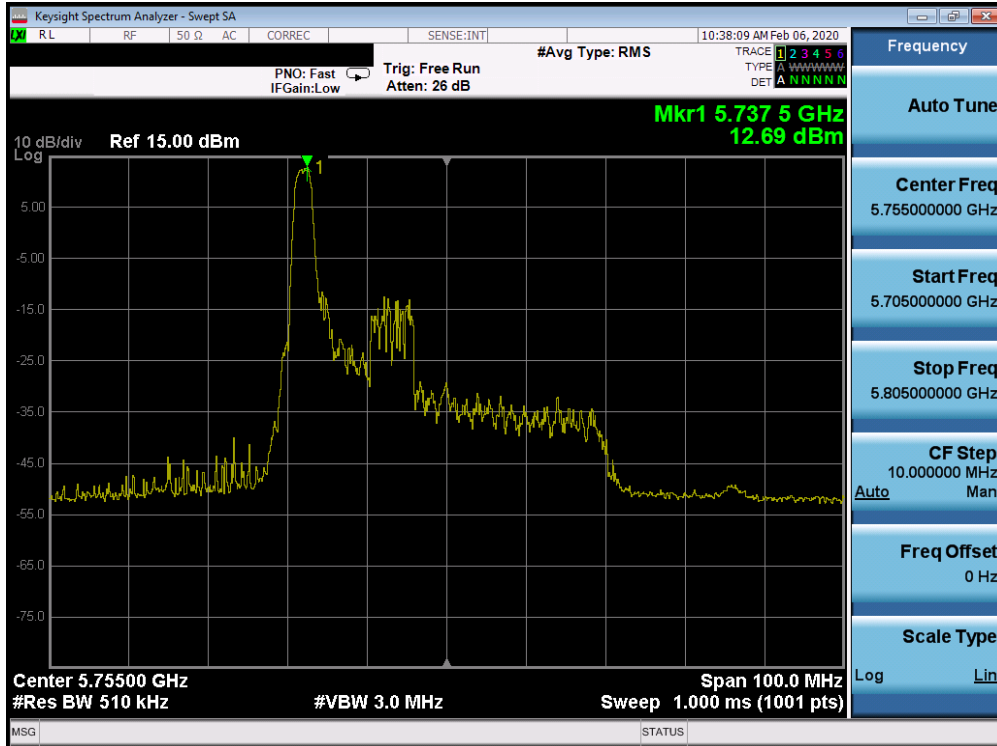 Keysight Spectrum Analyzer - Swept SA
LXI RL RF 50 Ω AC CORREC SENSE:INT 10:38:09 AM Feb 06, 2020
PNO: Fast
IFGain:Low
Trig: Free Run
Atten: 26 dB
#Avg Type: RMS
TRACE 1 2 3 4 5 6
TYPE A WWWWW
DET A N N N N N
Mkr1 5.737 5 GHz
12.69 dBm
10 dB/div Ref 15.00 dBm
Log
1
5.00
-5.00
-15.0
-25.0
-35.0
-45.0
-55.0
-65.0
-75.0
Center 5.75500 GHz Span 100.0 MHz
#Res BW 510 kHz #VBW 3.0 MHz Sweep 1.000 ms (1001 pts)
MSG STATUS
Frequency
Auto Tune
Center Freq
5.755000000 GHz
Start Freq
5.705000000 GHz
Stop Freq
5.805000000 GHz
CF Step
10.000000 MHz
Auto Man
Freq Offset
0 Hz
Scale Type
Log Lin